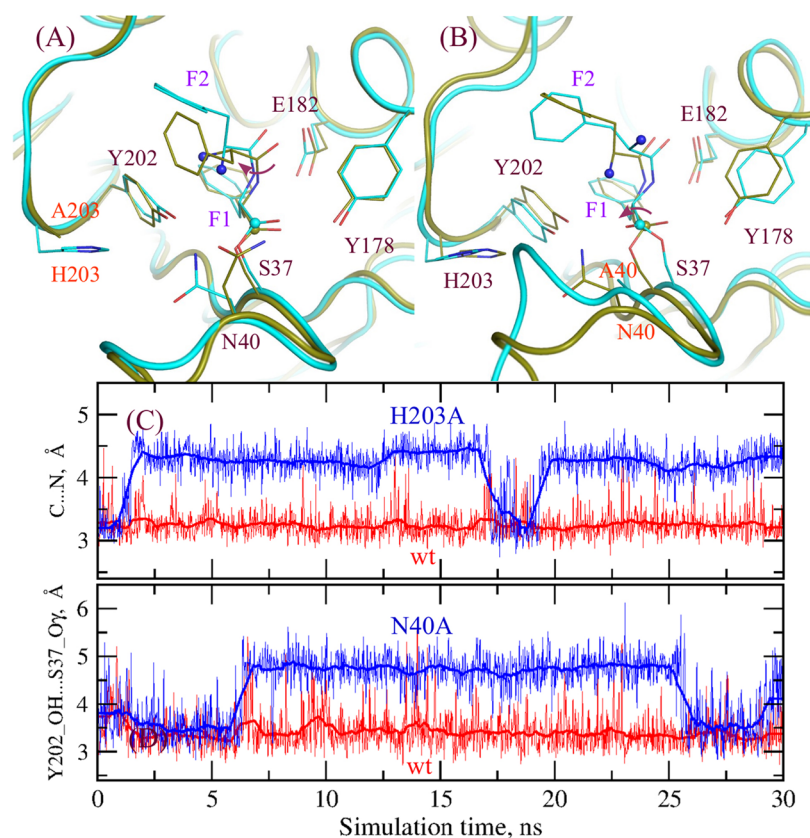 (A)
F2
E182
Y202
A203
F1
H203
Y178
S37
N40
(B)
F2
E182
Y202
F1
Y178
H203
A40
S37
N40
(C)
H203A
C...N, Å
5
4
3
wt
Y202_OH...S37_Oγ, Å
6
5
4
3
N40A
(D)
wt
0 5 10 15 20 25 30
Simulation time, ns